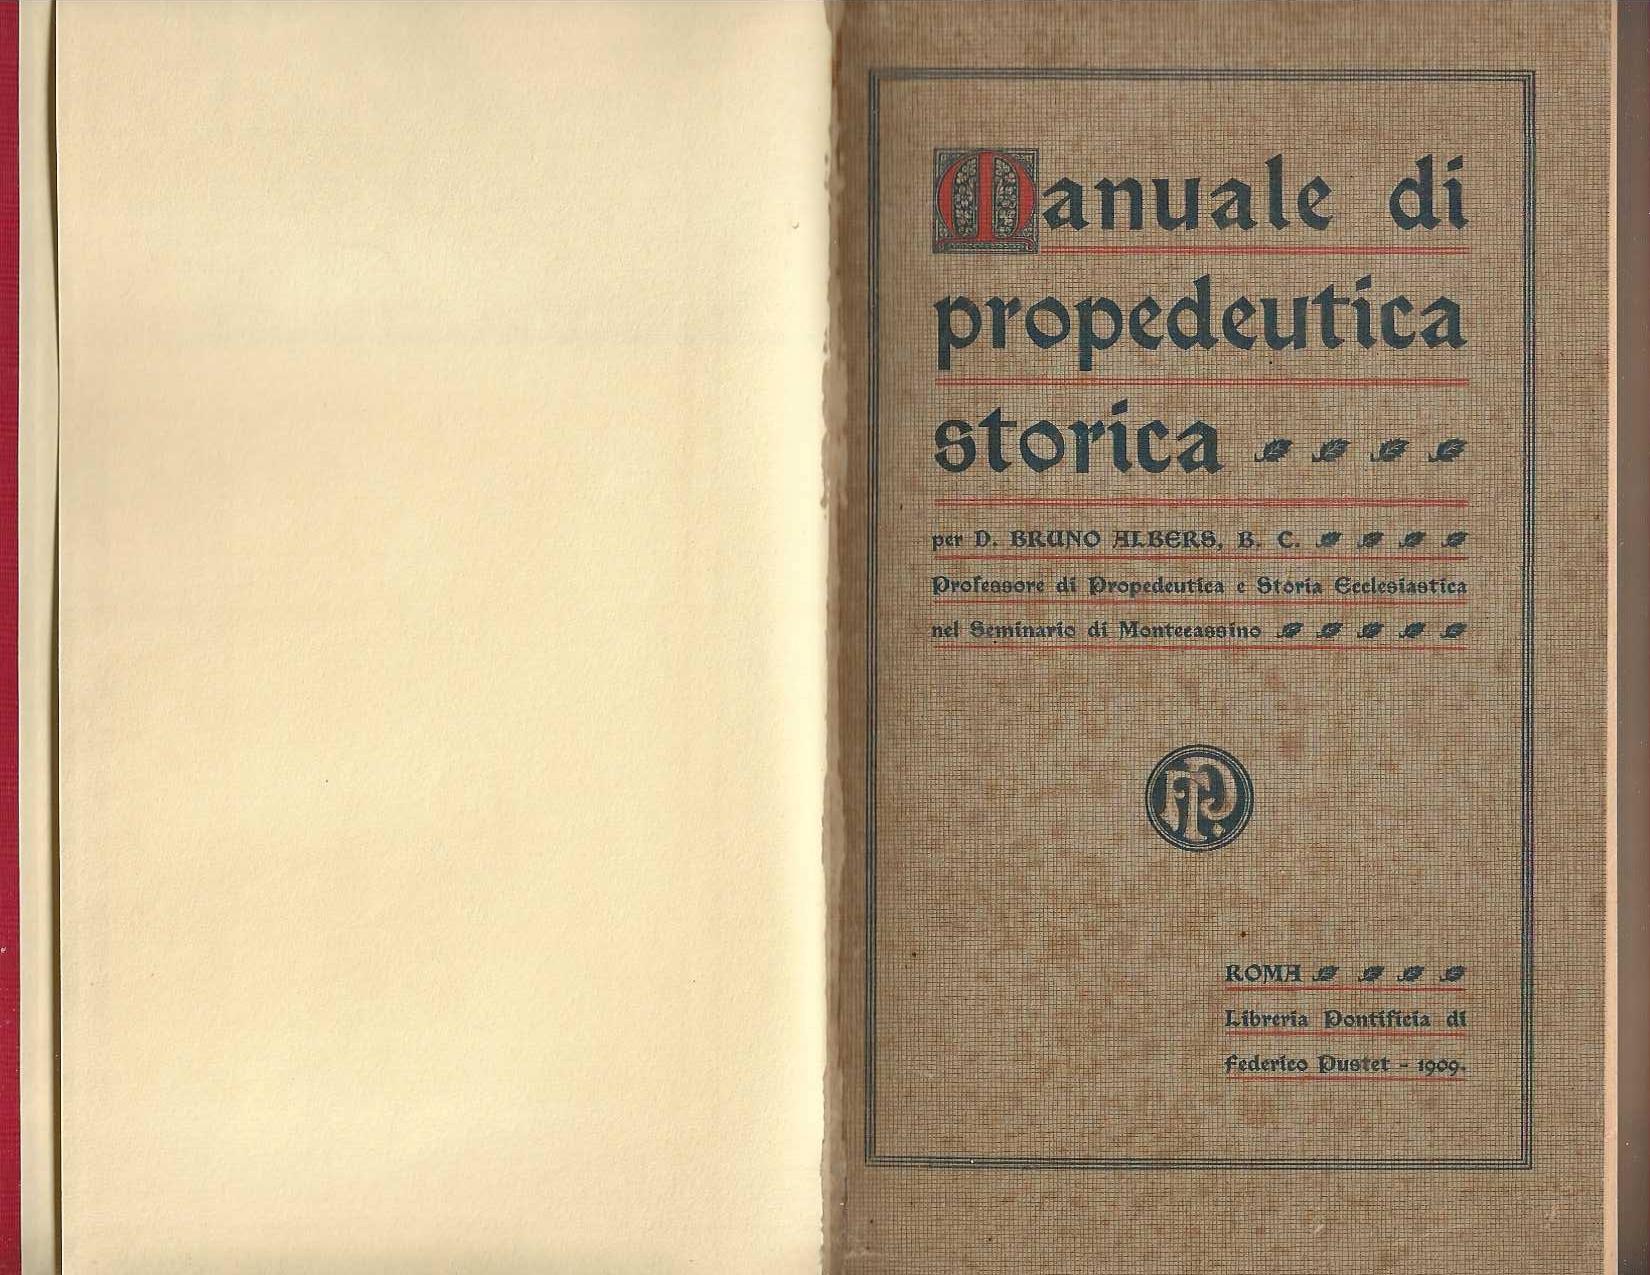 Manuale di
propedeutica
storica
per D. BRUNO ALBERS, B. C.
Professore di Propedeutica e Storia Ecclesiastica
nel Seminario di Montecassino
FP
ROMA
Libreria Pontificia di
Federico Pustet - 1909.